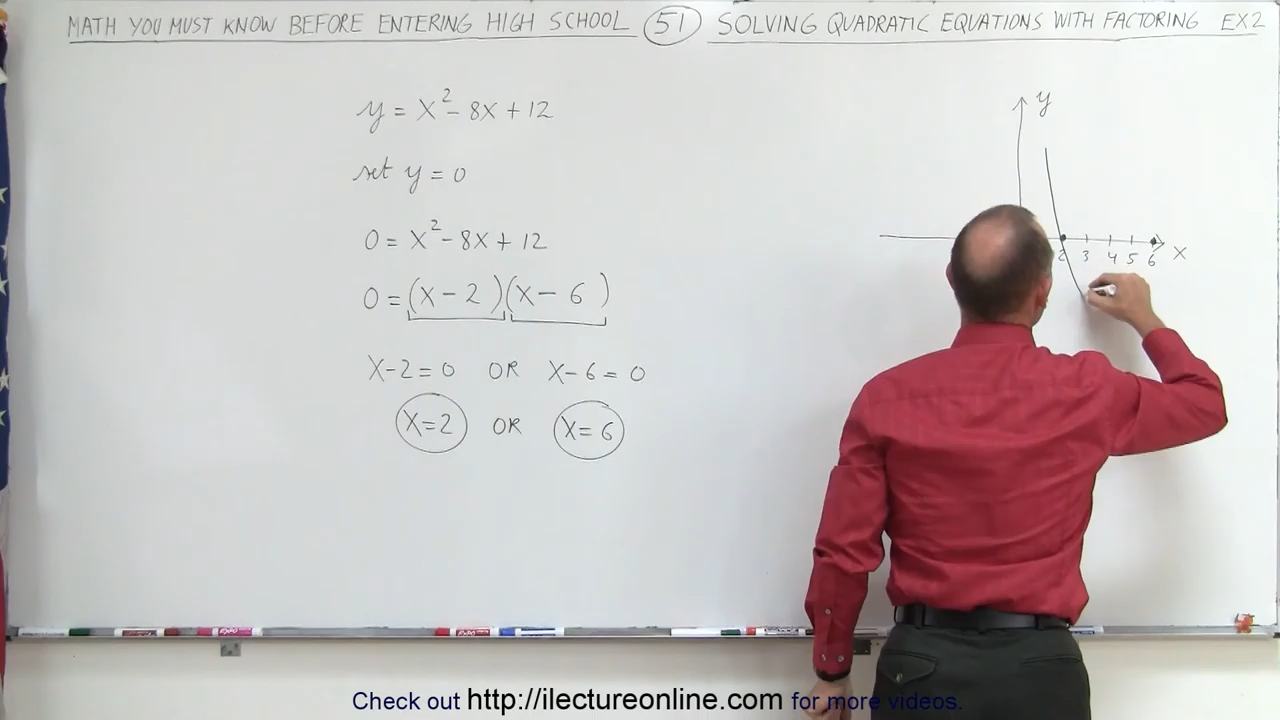 MATH YOU MUST KNOW BEFORE ENTERING HIGH SCHOOL 51 SOLVING QUADRATIC EQUATIONS WITH FACTORING EX2
y = x² - 8x + 12
set y = 0
0 = x² - 8x + 12
0 = (x - 2)(x - 6)
x - 2 = 0 OR x - 6 = 0
x = 2 OR x = 6
y
2 3 4 5 6 x
Check out http://ilectureonline.com for more videos.